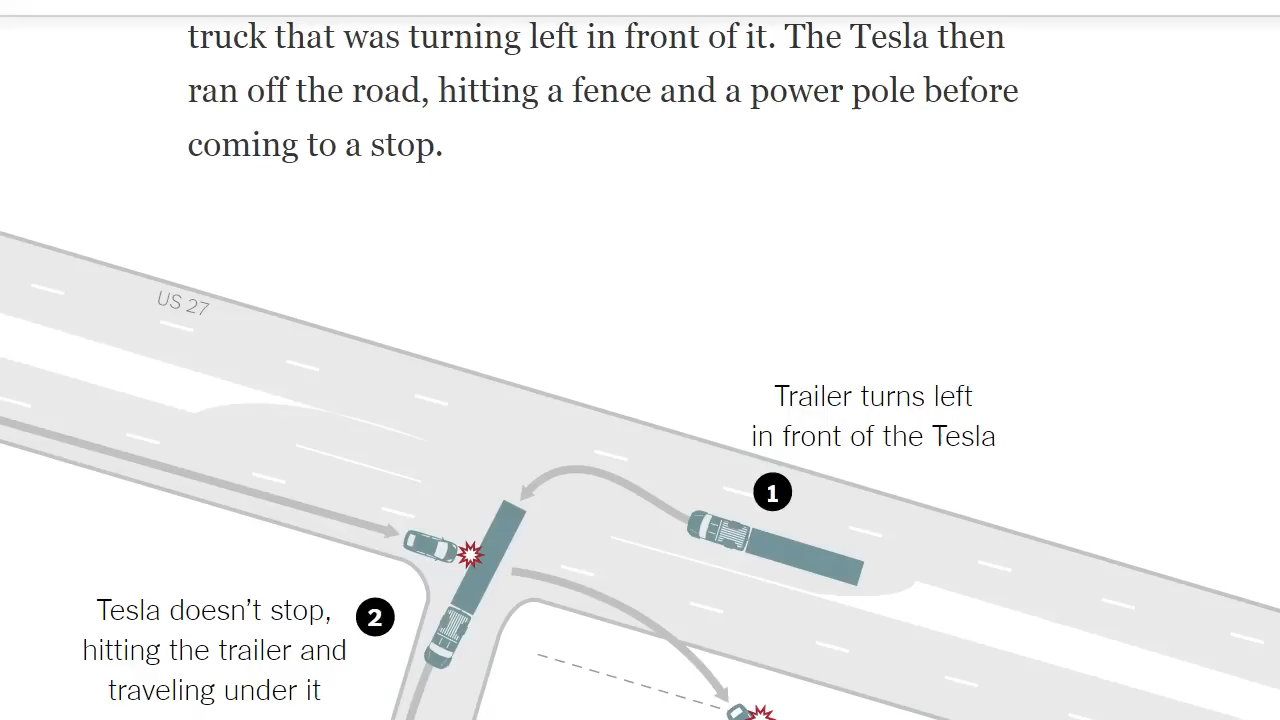 truck that was turning left in front of it. The Tesla then
ran off the road, hitting a fence and a power pole before
coming to a stop.
US 27
Trailer turns left
in front of the Tesla
1
Tesla doesn’t stop,
hitting the trailer and
traveling under it
2